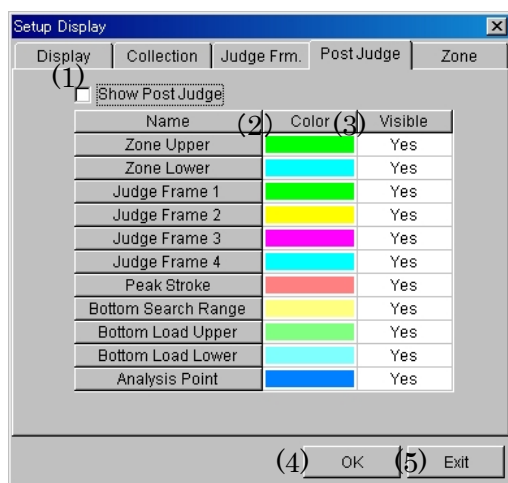 Setup Display
Display Collection Judge Frm. Post Judge Zone
(1)
Show Post Judge
Name (2) Color (3) Visible
Zone Upper Yes
Zone Lower Yes
Judge Frame 1 Yes
Judge Frame 2 Yes
Judge Frame 3 Yes
Judge Frame 4 Yes
Peak Stroke Yes
Bottom Search Range Yes
Bottom Load Upper Yes
Bottom Load Lower Yes
Analysis Point Yes
(4) OK (5) Exit